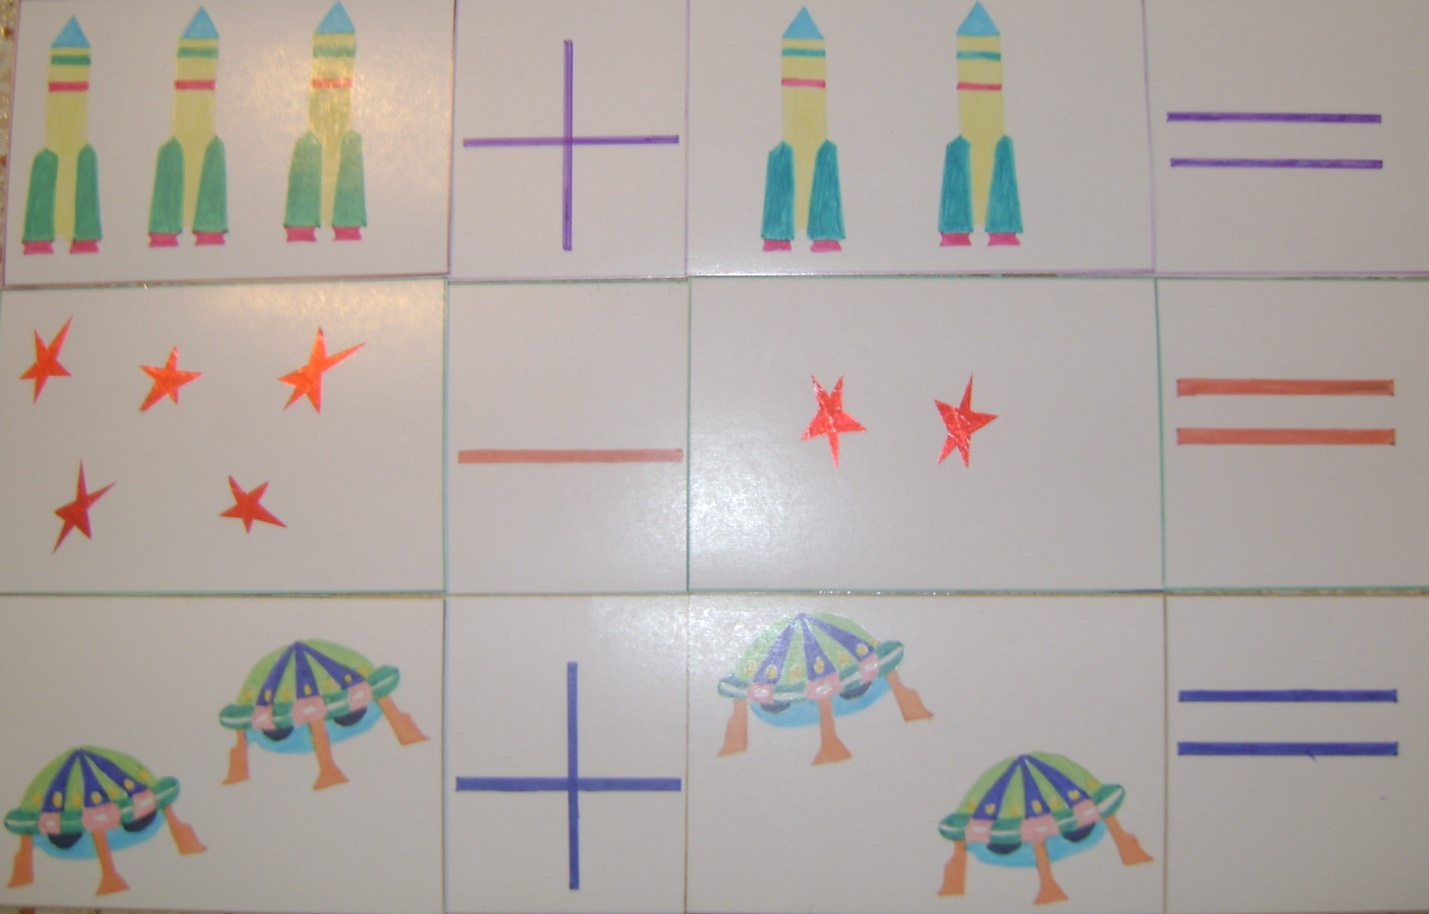 + =
− =
+ =